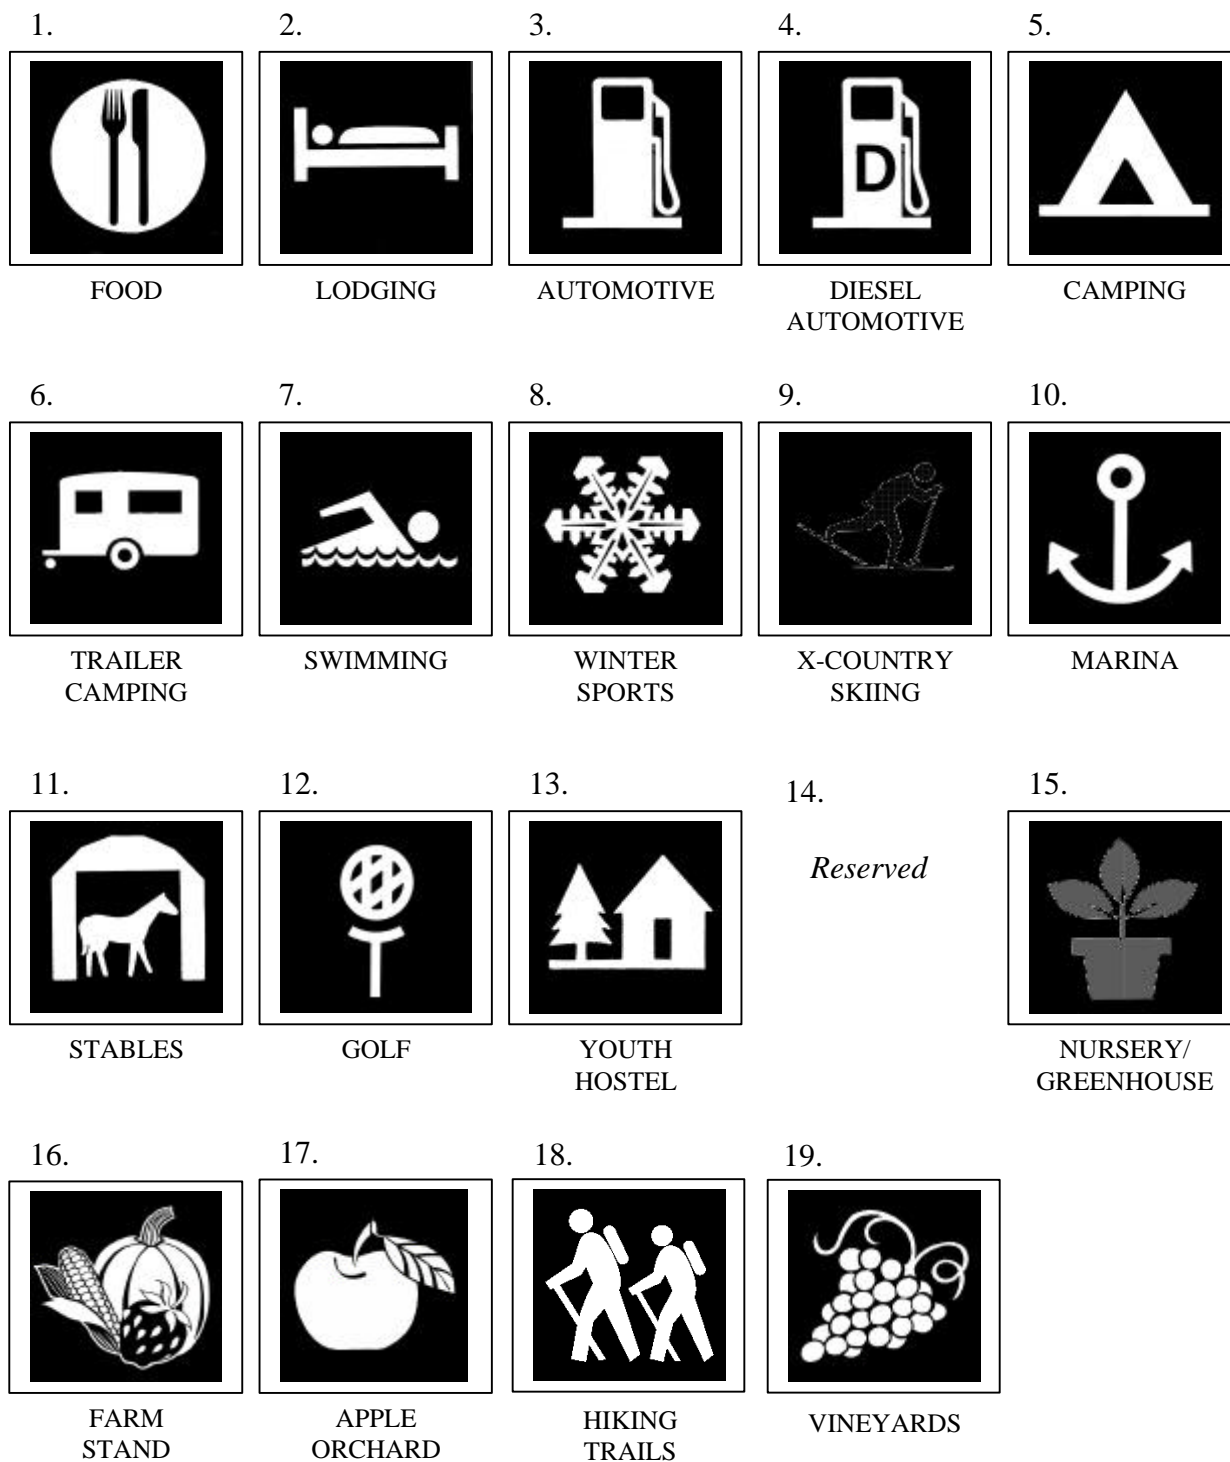 1. 2. 3. 4. 5.
D
FOOD LODGING AUTOMOTIVE DIESEL CAMPING
AUTOMOTIVE
6. 7. 8. 9. 10.
TRAILER SWIMMING WINTER X-COUNTRY MARINA
CAMPING SPORTS SKIING
11. 12. 13. 14. 15.
Reserved
STABLES GOLF YOUTH NURSERY/
HOSTEL GREENHOUSE
16. 17. 18. 19.
FARM APPLE HIKING VINEYARDS
STAND ORCHARD TRAILS